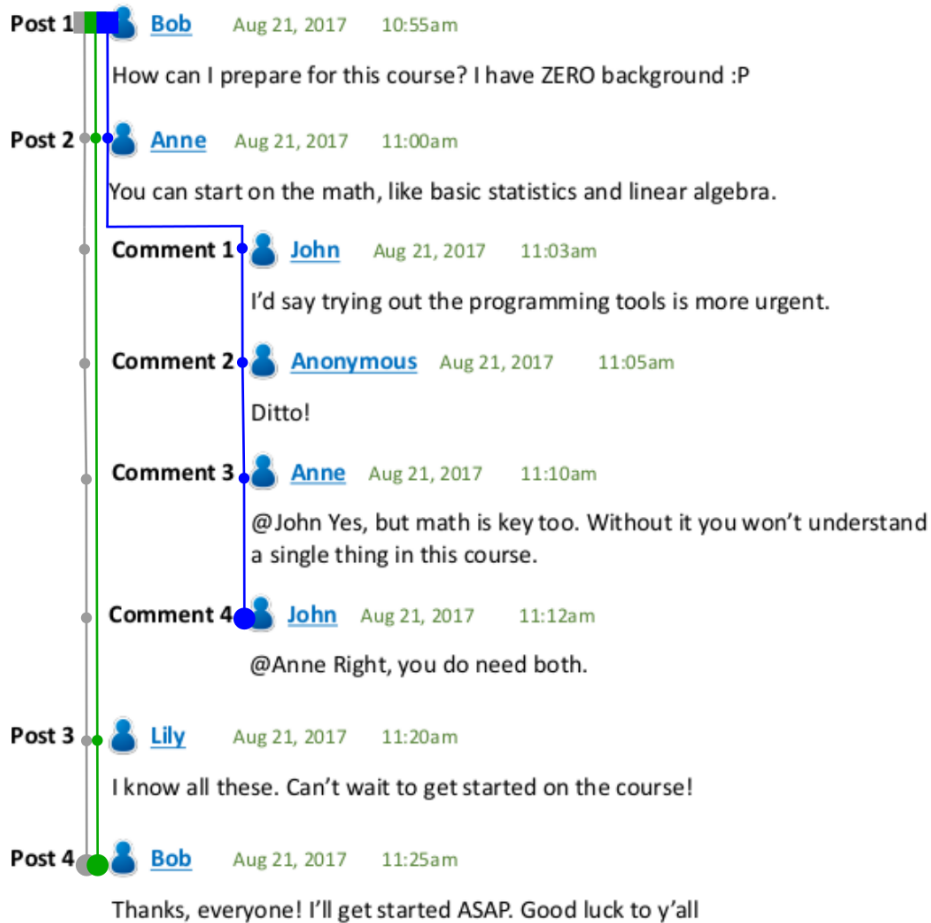 Post 1 Bob Aug 21, 2017 10:55am
How can I prepare for this course? I have ZERO background :P
Post 2 Anne Aug 21, 2017 11:00am
You can start on the math, like basic statistics and linear algebra.
Comment 1 John Aug 21, 2017 11:03am
I’d say trying out the programming tools is more urgent.
Comment 2 Anonymous Aug 21, 2017 11:05am
Ditto!
Comment 3 Anne Aug 21, 2017 11:10am
@John Yes, but math is key too. Without it you won’t understand
a single thing in this course.
Comment 4 John Aug 21, 2017 11:12am
@Anne Right, you do need both.
Post 3 Lily Aug 21, 2017 11:20am
I know all these. Can’t wait to get started on the course!
Post 4 Bob Aug 21, 2017 11:25am
Thanks, everyone! I’ll get started ASAP. Good luck to y’all